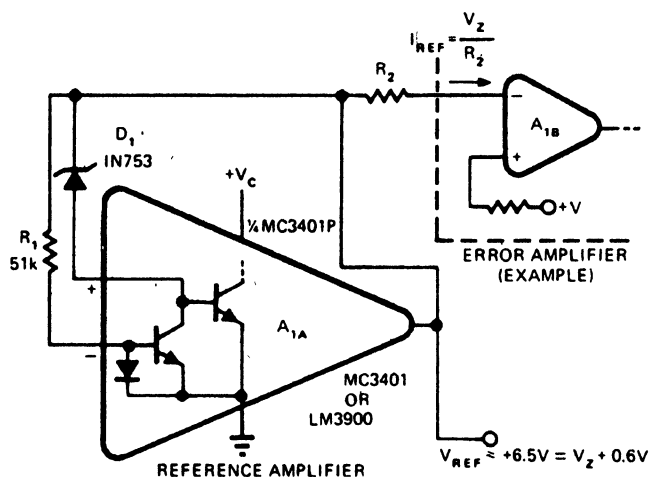 I_REF = V_Z / R_2
R_2
D_1
IN753
−
A_1B
+
+V
+V_C
¼ MC3401P
R_1
51k
ERROR AMPLIFIER
(EXAMPLE)
+
−
A_1A
MC3401
OR
LM3900
V_REF ≈ +6.5V = V_Z + 0.6V
REFERENCE AMPLIFIER